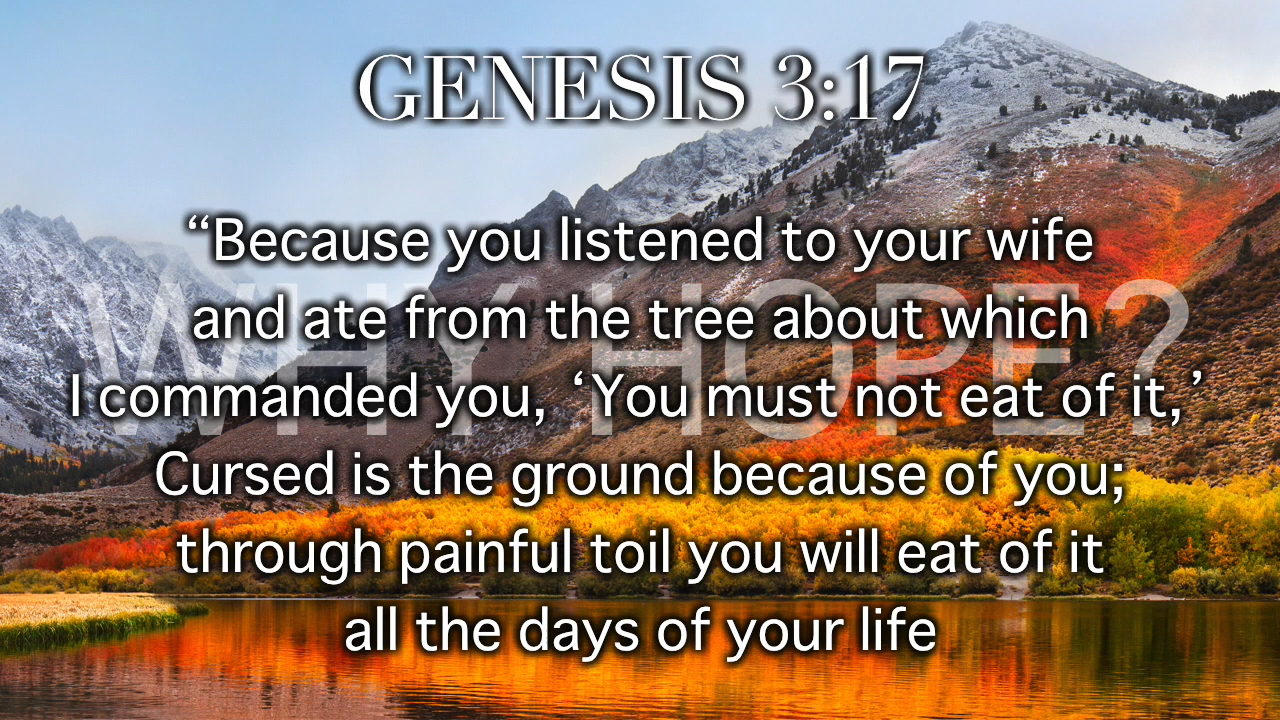 GENESIS 3:17
“Because you listened to your wife
and ate from the tree about which
WHY HOPE?
I commanded you, ‘You must not eat of it,’
Cursed is the ground because of you;
through painful toil you will eat of it
all the days of your life